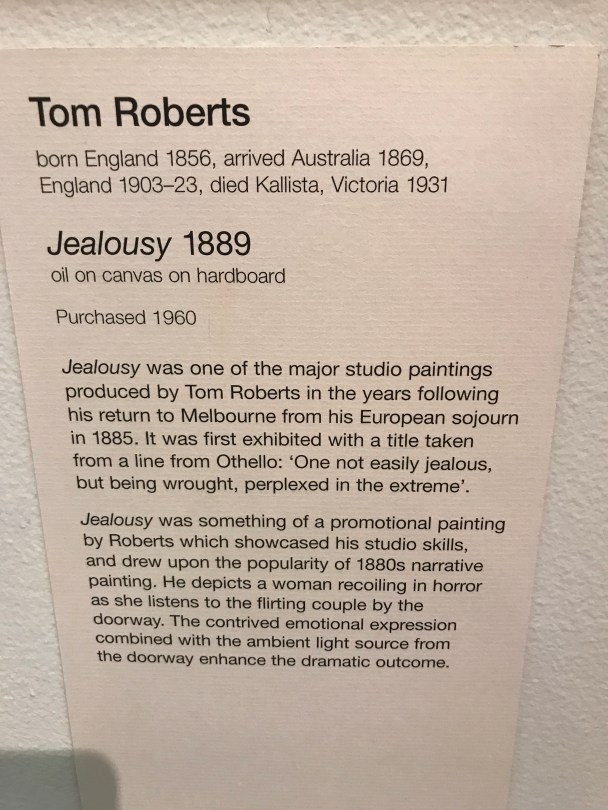 Tom Roberts
born England 1856, arrived Australia 1869,
England 1903–23, died Kallista, Victoria 1931
Jealousy 1889
oil on canvas on hardboard
Purchased 1960
Jealousy was one of the major studio paintings
produced by Tom Roberts in the years following
his return to Melbourne from his European sojourn
in 1885. It was first exhibited with a title taken
from a line from Othello: ‘One not easily jealous,
but being wrought, perplexed in the extreme’.
Jealousy was something of a promotional painting
by Roberts which showcased his studio skills,
and drew upon the popularity of 1880s narrative
painting. He depicts a woman recoiling in horror
as she listens to the flirting couple by the
doorway. The contrived emotional expression
combined with the ambient light source from
the doorway enhance the dramatic outcome.